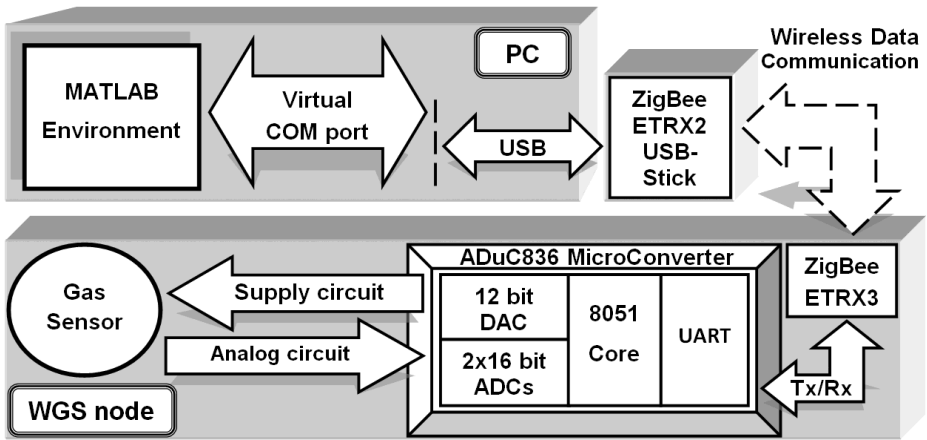 PC
MATLAB
Environment
Virtual
COM port
USB
ZigBee
ETRX2
USB-
Stick
Wireless Data
Communication
Gas
Sensor
Supply circuit
Analog circuit
ADuC836 MicroConverter
12 bit
DAC
2x16 bit
ADCs
8051
Core
UART
ZigBee
ETRX3
Tx/Rx
WGS node